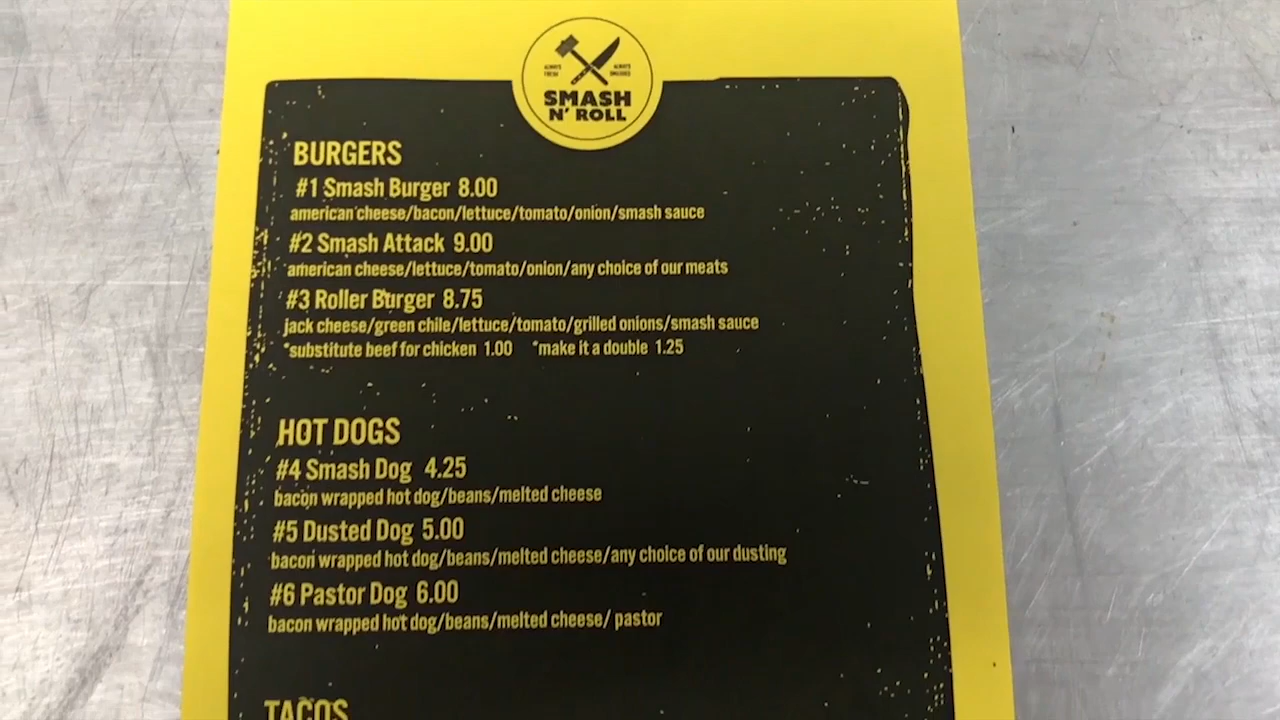 ALWAYS FRESH
ALWAYS SMASHED
SMASH
N' ROLL
BURGERS
#1 Smash Burger 8.00
american cheese/bacon/lettuce/tomato/onion/smash sauce
#2 Smash Attack 9.00
american cheese/lettuce/tomato/onion/any choice of our meats
#3 Roller Burger 8.75
jack cheese/green chile/lettuce/tomato/grilled onions/smash sauce
*substitute beef for chicken 1.00 *make it a double 1.25
HOT DOGS
#4 Smash Dog 4.25
bacon wrapped hot dog/beans/melted cheese
#5 Dusted Dog 5.00
bacon wrapped hot dog/beans/melted cheese/any choice of our dusting
#6 Pastor Dog 6.00
bacon wrapped hot dog/beans/melted cheese/ pastor
TACOS